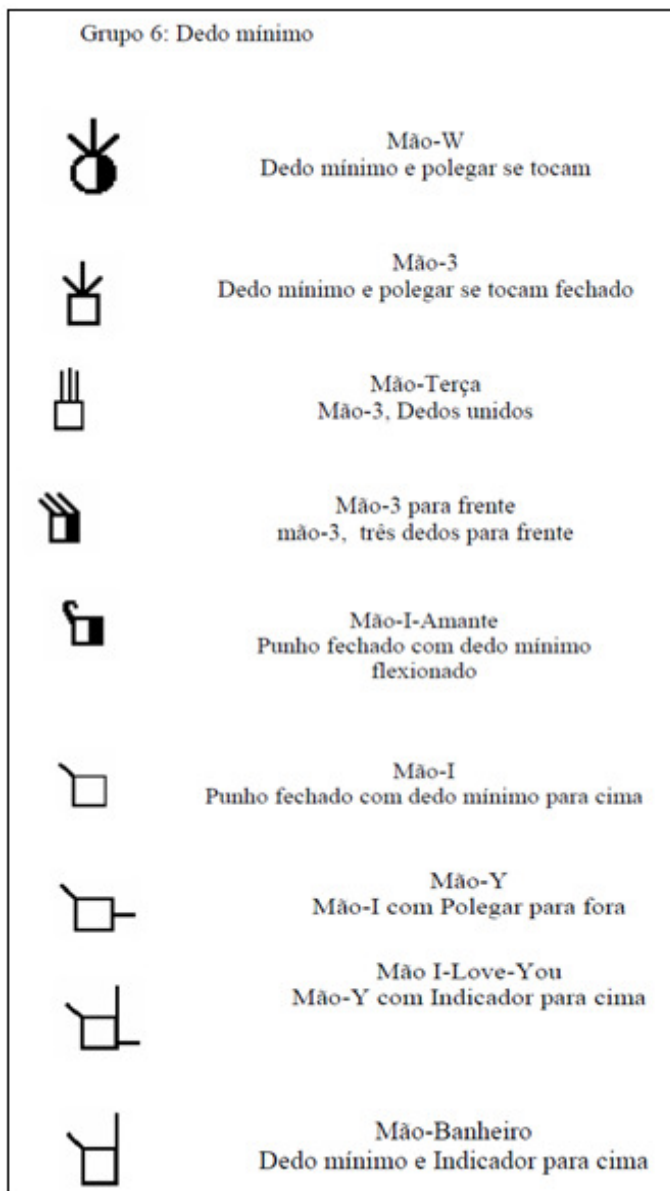 Grupo 6: Dedo mínimo
Mão-W
Dedo mínimo e polegar se tocam
Mão-3
Dedo mínimo e polegar se tocam fechado
Mão-Terça
Mão-3, Dedos unidos
Mão-3 para frente
mão-3, três dedos para frente
Mão-I-Amante
Punho fechado com dedo mínimo
flexionado
Mão-I
Punho fechado com dedo mínimo para cima
Mão-Y
Mão-I com Polegar para fora
Mão I-Love-You
Mão-Y com Indicador para cima
Mão-Banheiro
Dedo mínimo e Indicador para cima